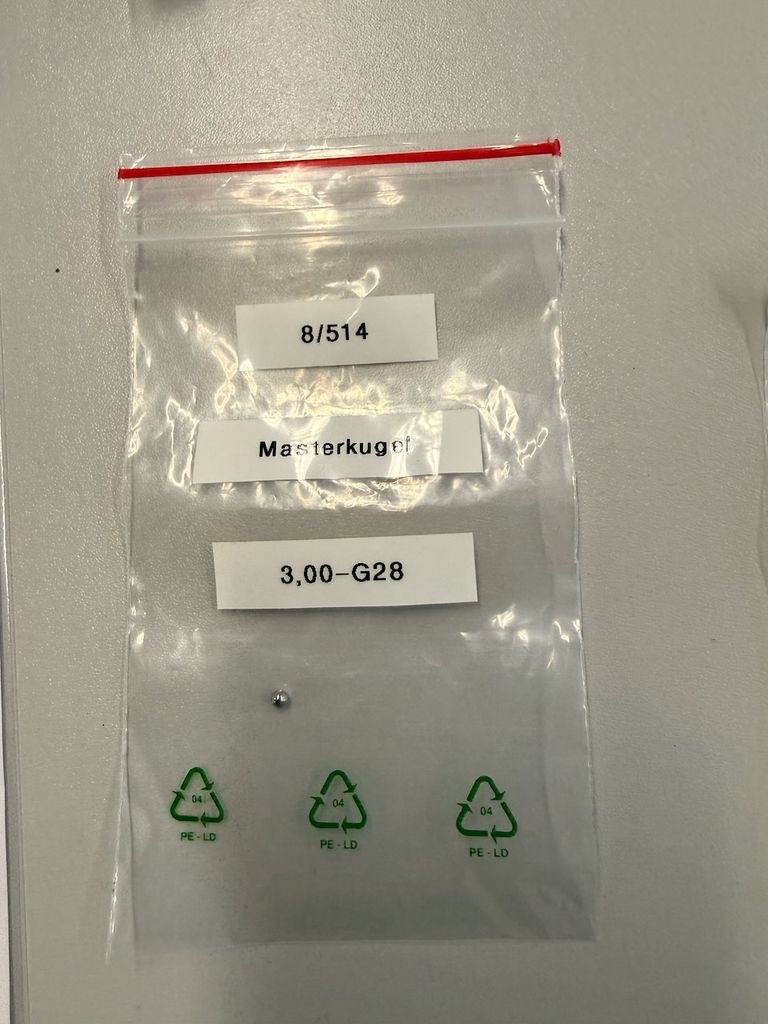 8/514
Masterkugel
3,00-G28
04 04 04
PE-LD PE-LD PE-LD